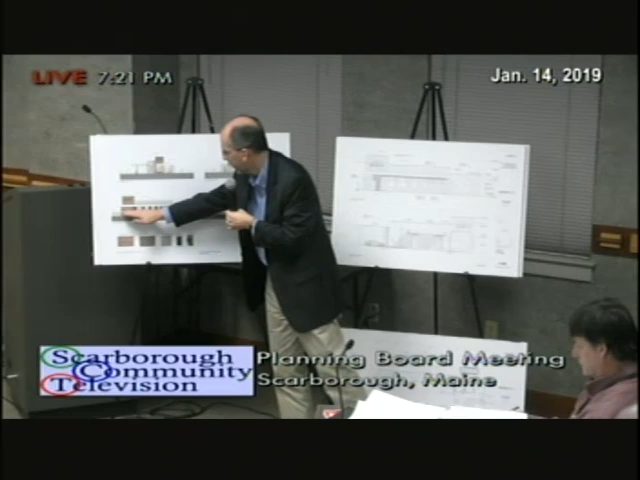 LIVE 7:21 PM
Jan. 14, 2019
Scarborough
Community
Television
Planning Board Meeting
Scarborough, Maine